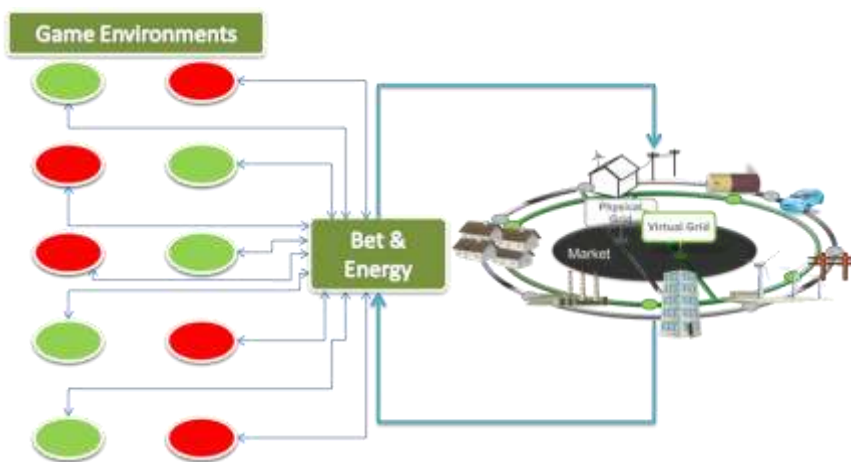 Game Environments
Bet &
Energy
Physical
Grid
Virtual Grid
Market